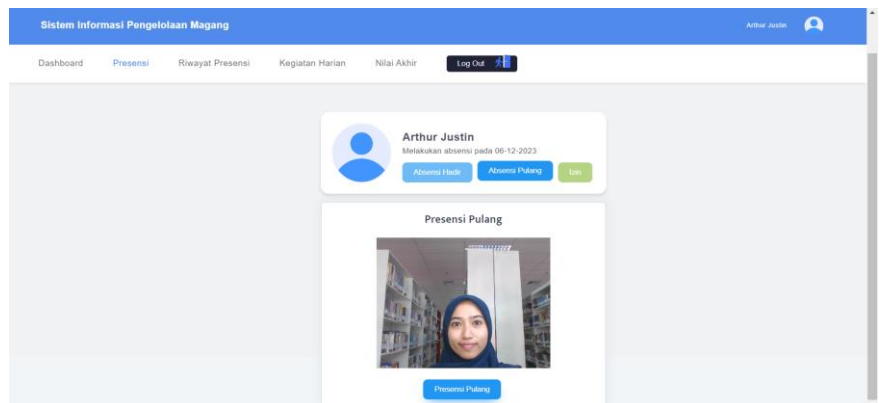 Sistem Informasi Pengelolaan Magang
Arthur Justin
Dashboard Presensi Riwayat Presensi Kegiatan Harian Nilai Akhir Log Out
Arthur Justin
Melakukan absensi pada 06-12-2023
Absensi Hadir Absensi Pulang Izin
Presensi Pulang
Presensi Pulang